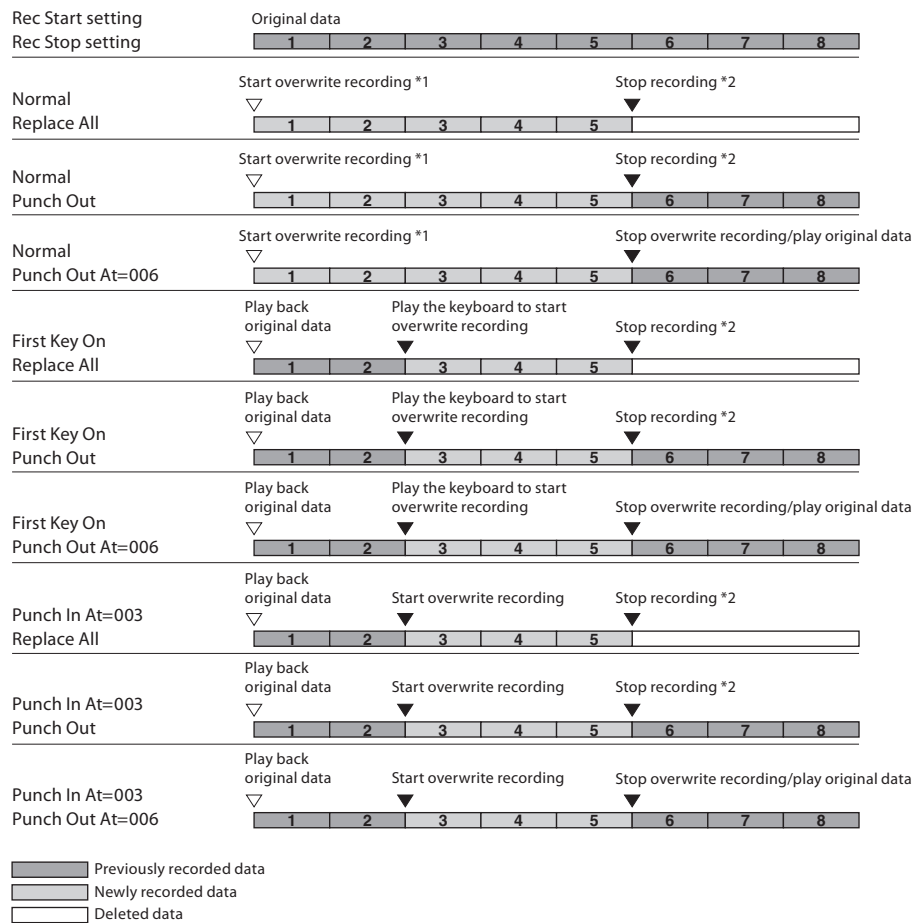 Rec Start setting
Rec Stop setting
Original data
1 2 3 4 5 6 7 8
Normal
Replace All
Start overwrite recording *1
Stop recording *2
1 2 3 4 5
Normal
Punch Out
Start overwrite recording *1
Stop recording *2
1 2 3 4 5 6 7 8
Normal
Punch Out At=006
Start overwrite recording *1
Stop overwrite recording/play original data
1 2 3 4 5 6 7 8
First Key On
Replace All
Play back
original data
Play the keyboard to start
overwrite recording
Stop recording *2
1 2 3 4 5
First Key On
Punch Out
Play back
original data
Play the keyboard to start
overwrite recording
Stop recording *2
1 2 3 4 5 6 7 8
First Key On
Punch Out At=006
Play back
original data
Play the keyboard to start
overwrite recording
Stop overwrite recording/play original data
1 2 3 4 5 6 7 8
Punch In At=003
Replace All
Play back
original data
Start overwrite recording
Stop recording *2
1 2 3 4 5
Punch In At=003
Punch Out
Play back
original data
Start overwrite recording
Stop recording *2
1 2 3 4 5 6 7 8
Punch In At=003
Punch Out At=006
Play back
original data
Start overwrite recording
Stop overwrite recording/play original data
1 2 3 4 5 6 7 8
Previously recorded data
Newly recorded data
Deleted data